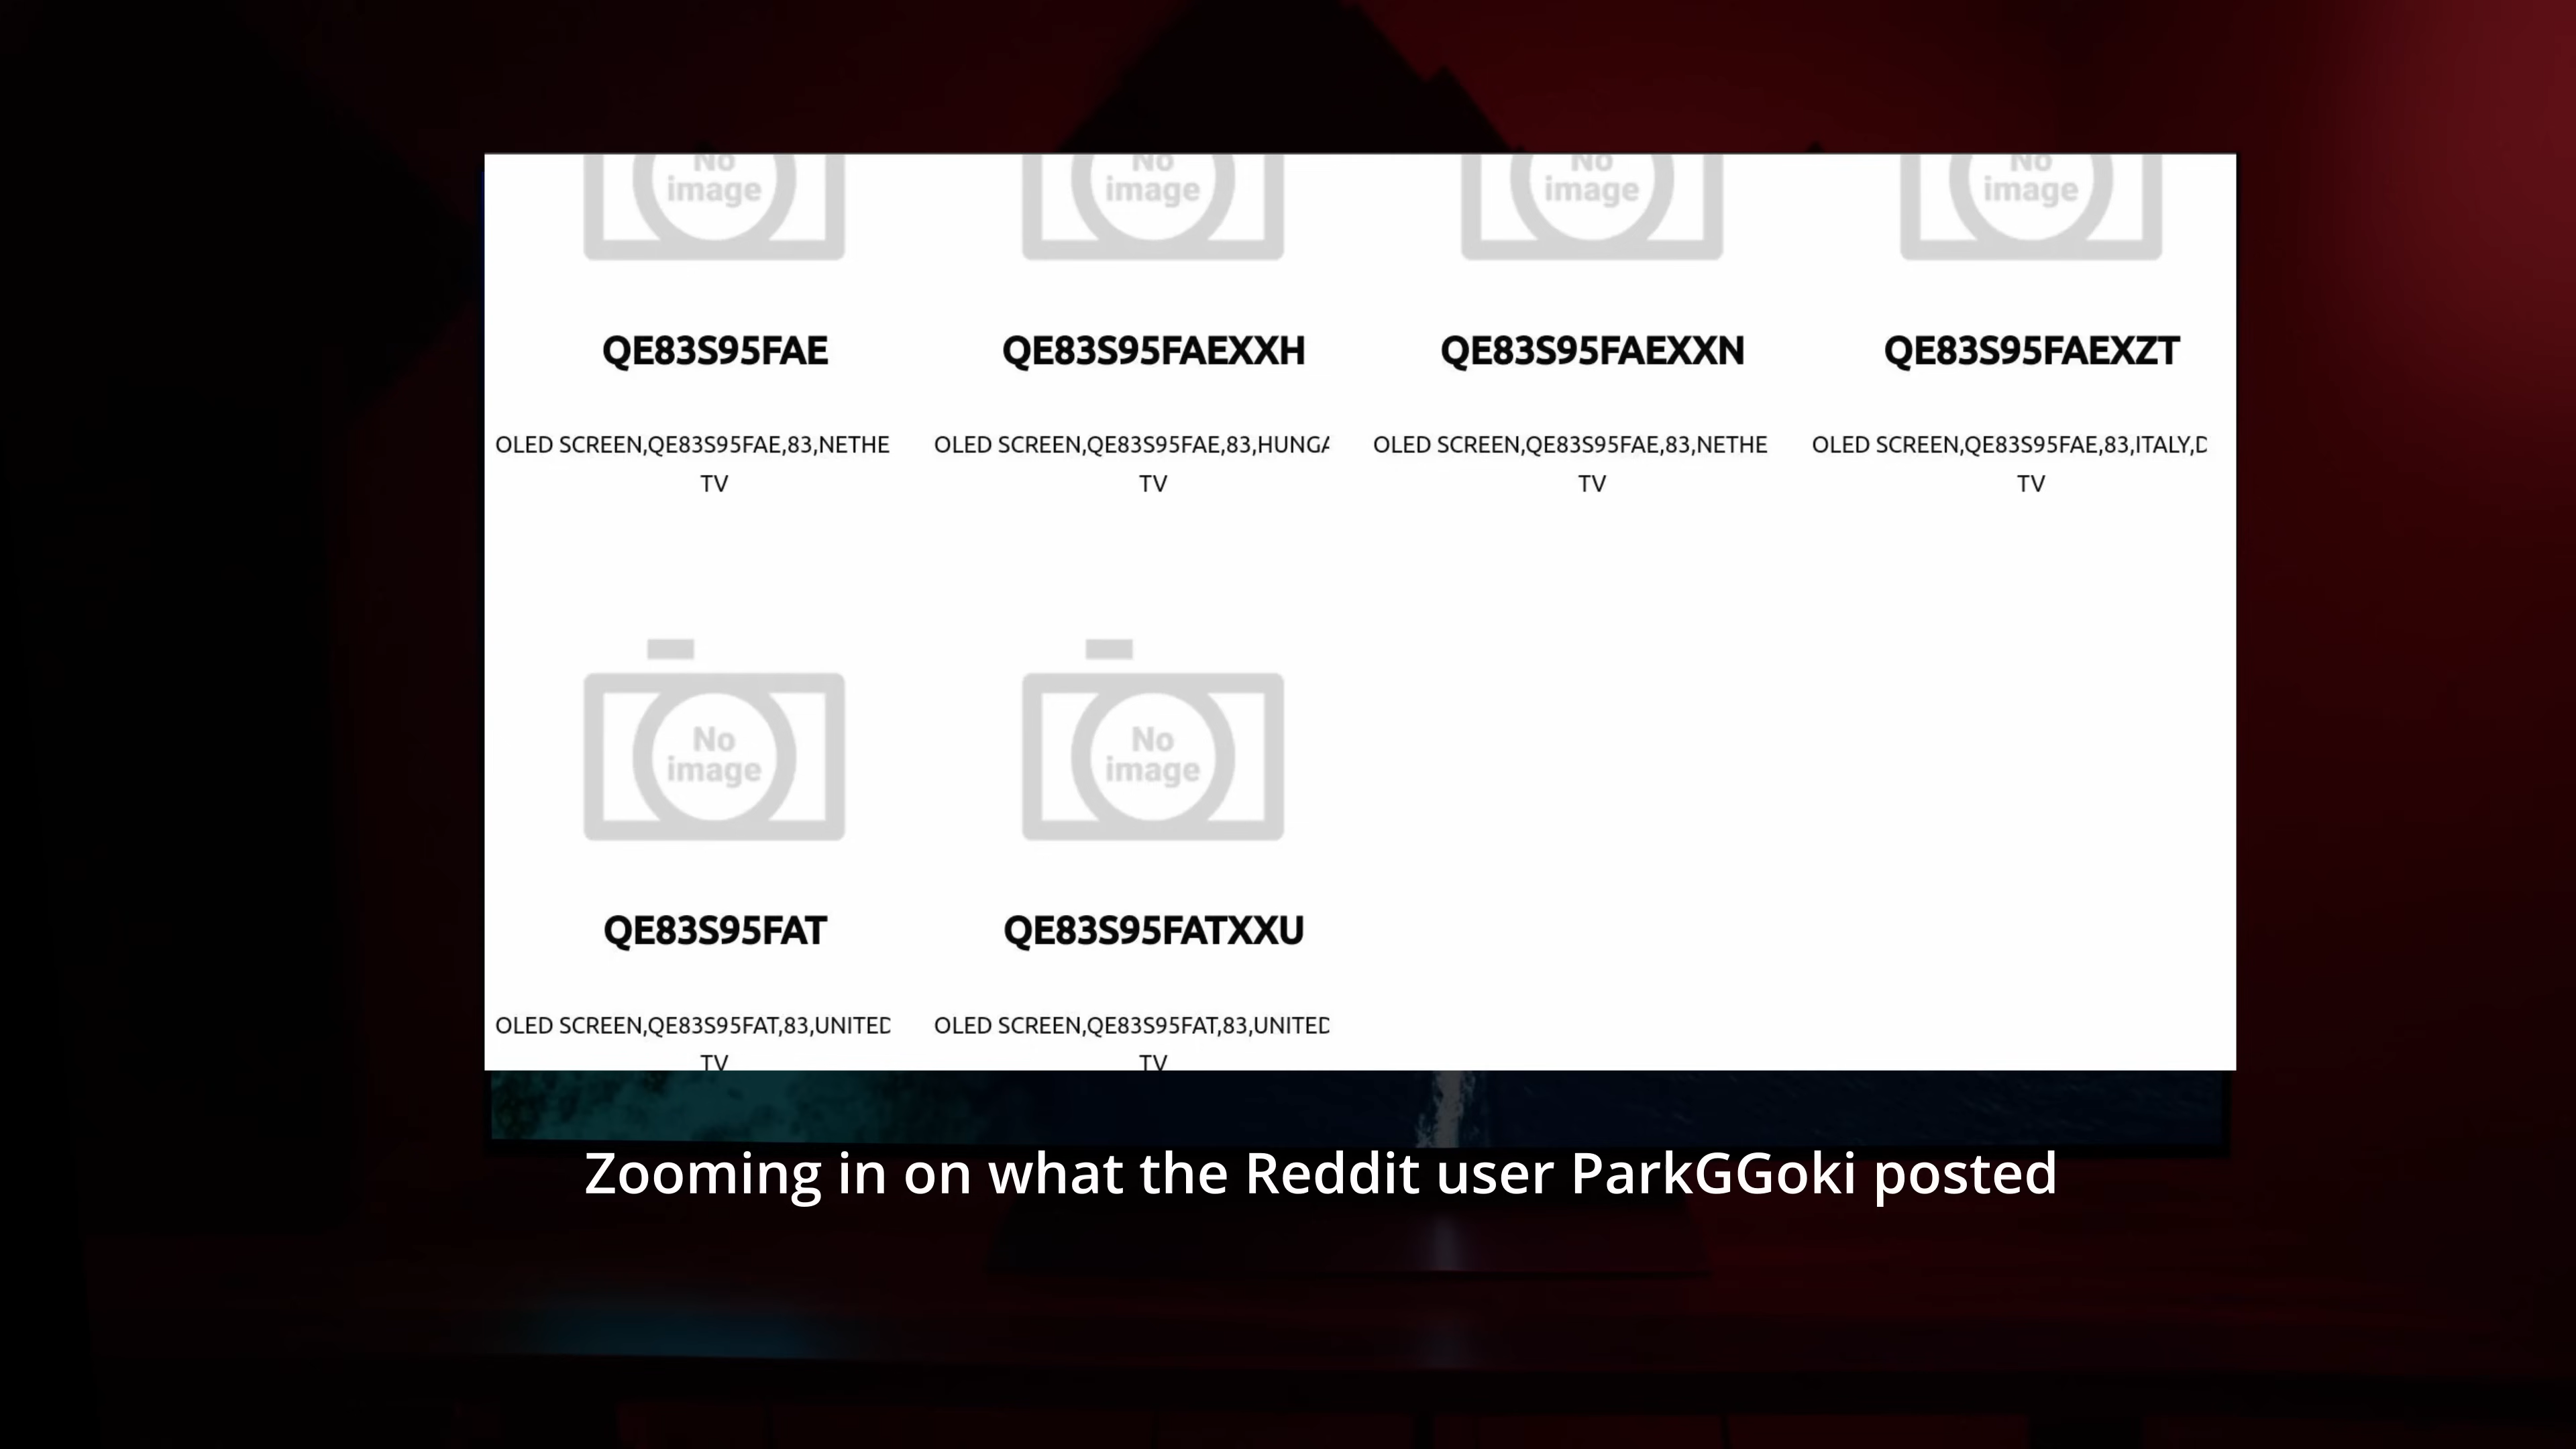 No
image
No
image
No
image
No
image
QE83S95FAE
QE83S95FAEXXH
QE83S95FAEXXN
QE83S95FAEXZT
OLED SCREEN,QE83S95FAE,83,NETHE
TV
OLED SCREEN,QE83S95FAE,83,HUNGA
TV
OLED SCREEN,QE83S95FAE,83,NETHE
TV
OLED SCREEN,QE83S95FAE,83,ITALY,D
TV
No
image
No
image
QE83S95FAT
QE83S95FATXXU
OLED SCREEN,QE83S95FAT,83,UNITED
TV
OLED SCREEN,QE83S95FAT,83,UNITED
TV
Zooming in on what the Reddit user ParkGGoki posted